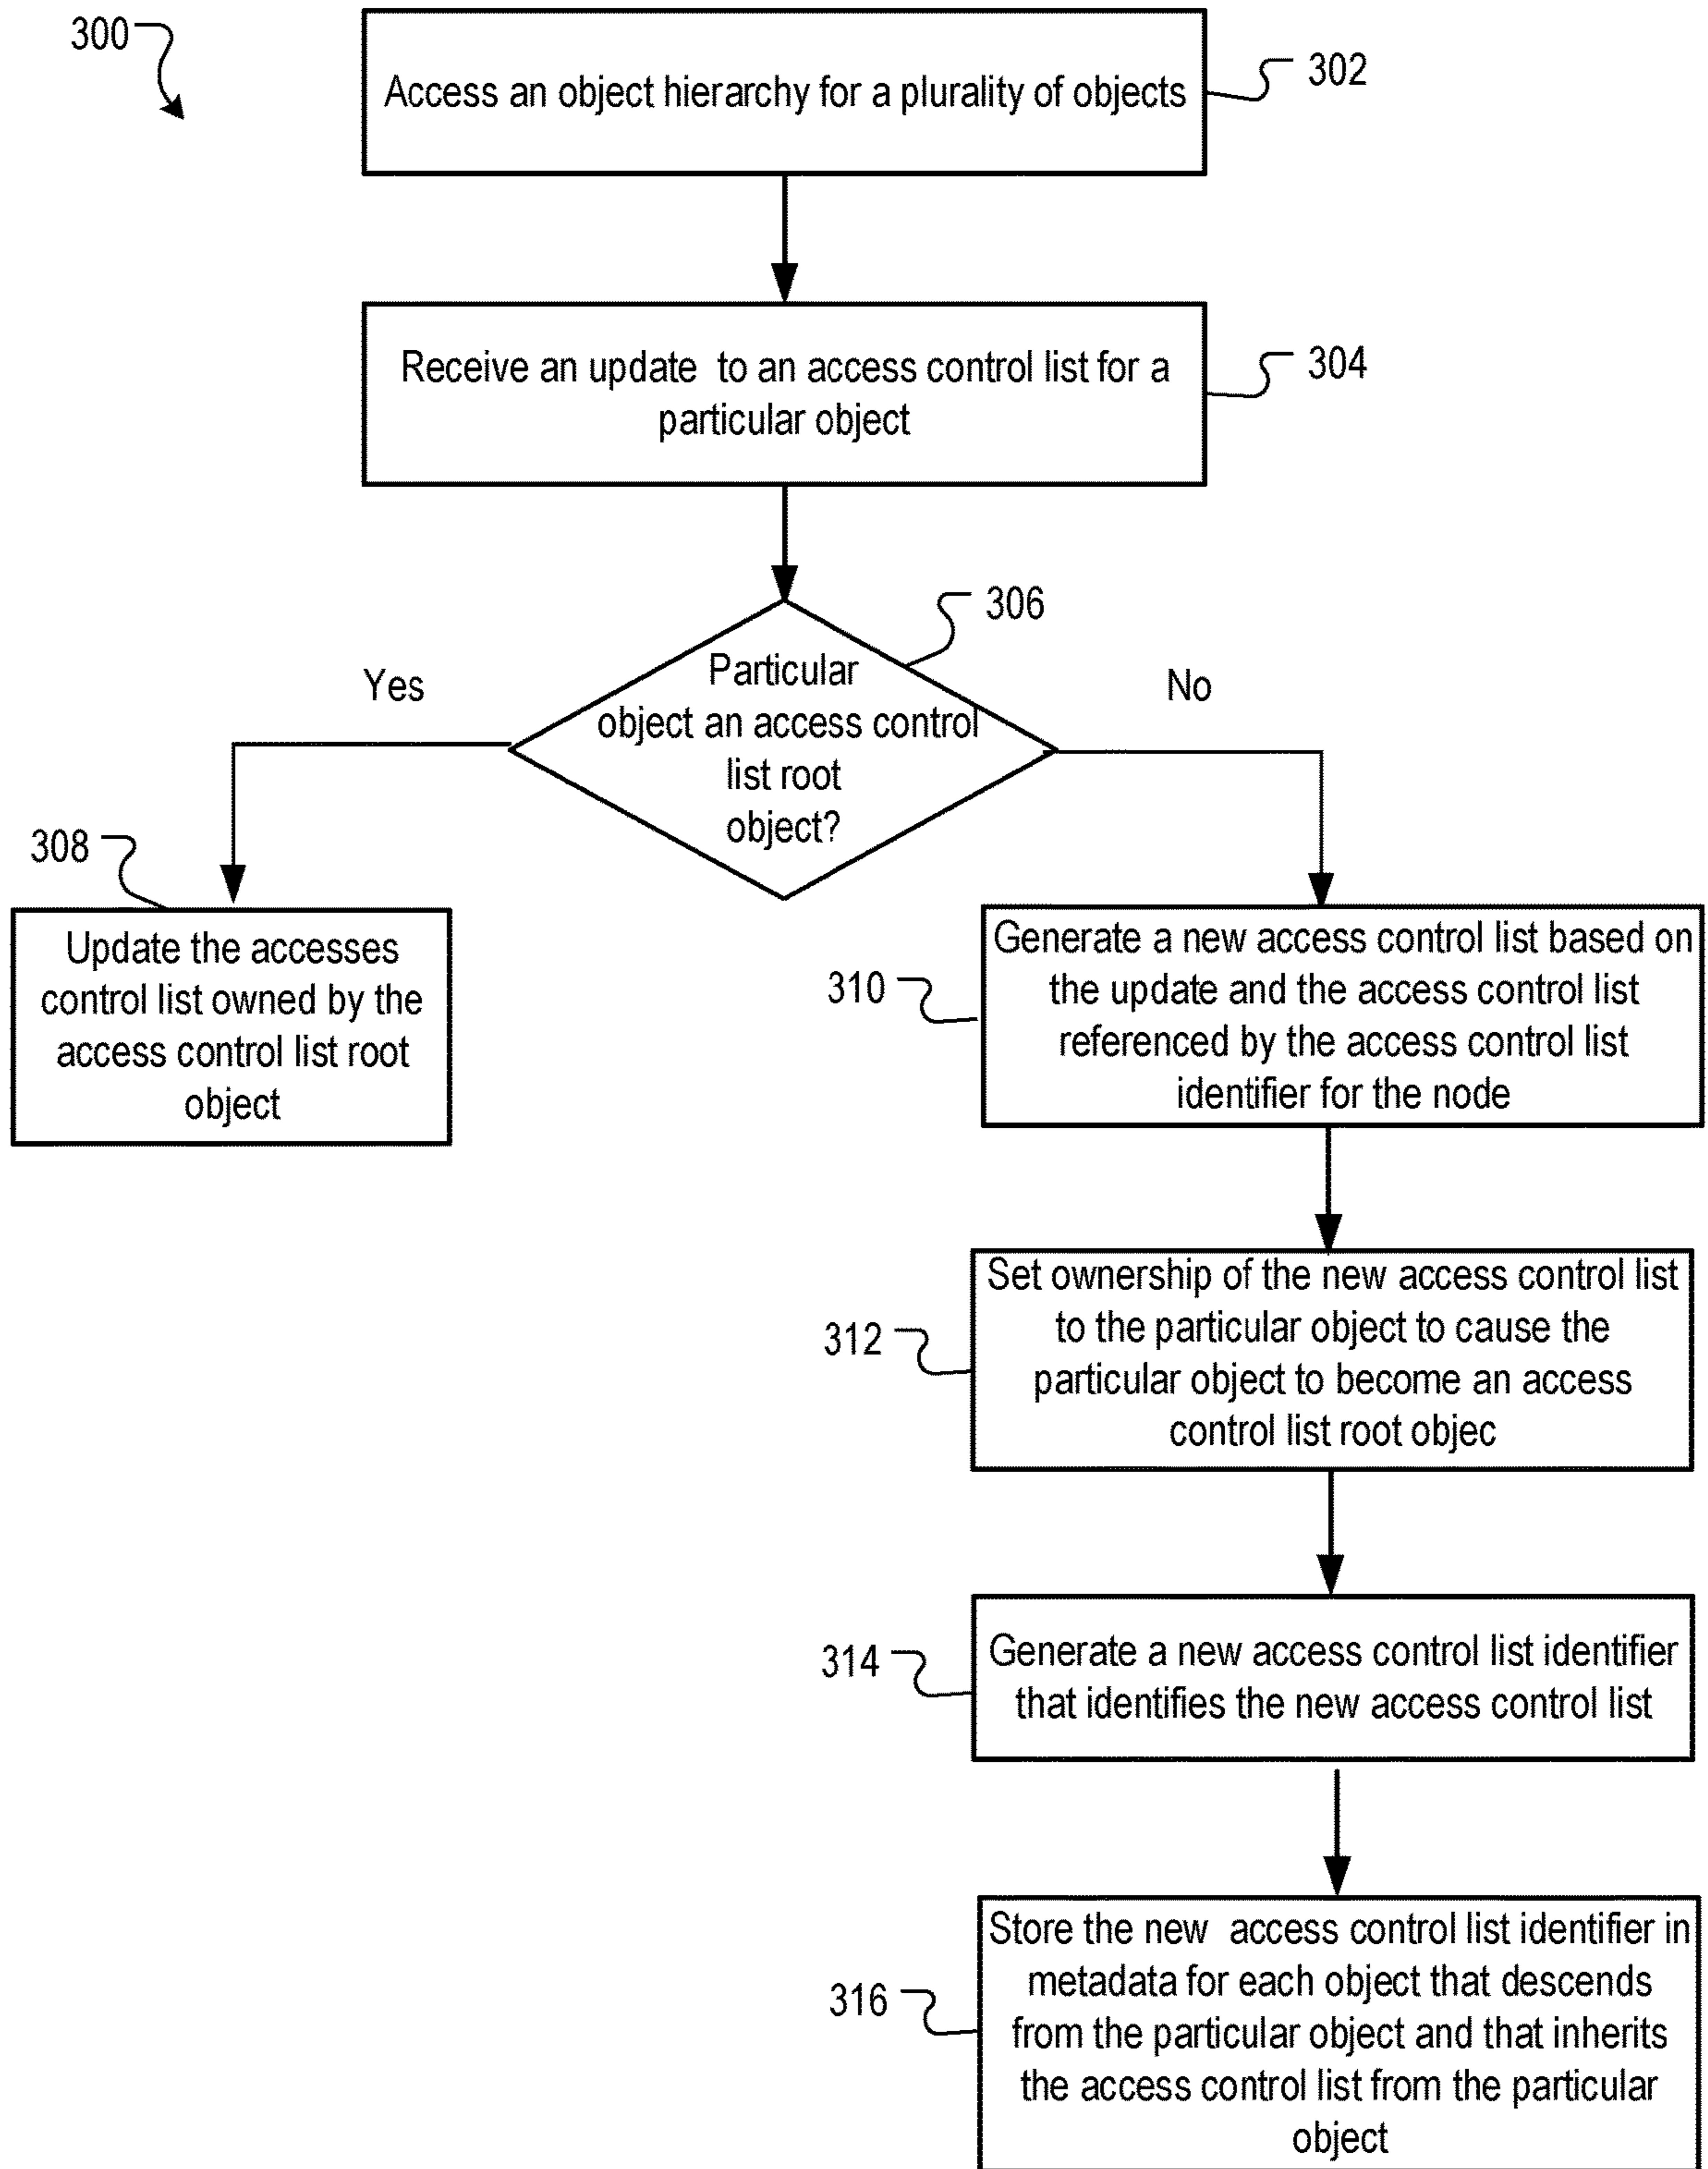 300
Access an object hierarchy for a plurality of objects
302
Receive an update to an access control list for a
particular object
304
306
Particular
object an access control
list root
object?
Yes
No
308
Update the accesses
control list owned by the
access control list root
object
310
Generate a new access control list based on
the update and the access control list
referenced by the access control list
identifier for the node
312
Set ownership of the new access control list
to the particular object to cause the
particular object to become an access
control list root objec
314
Generate a new access control list identifier
that identifies the new access control list
316
Store the new access control list identifier in
metadata for each object that descends
from the particular object and that inherits
the access control list from the particular
object